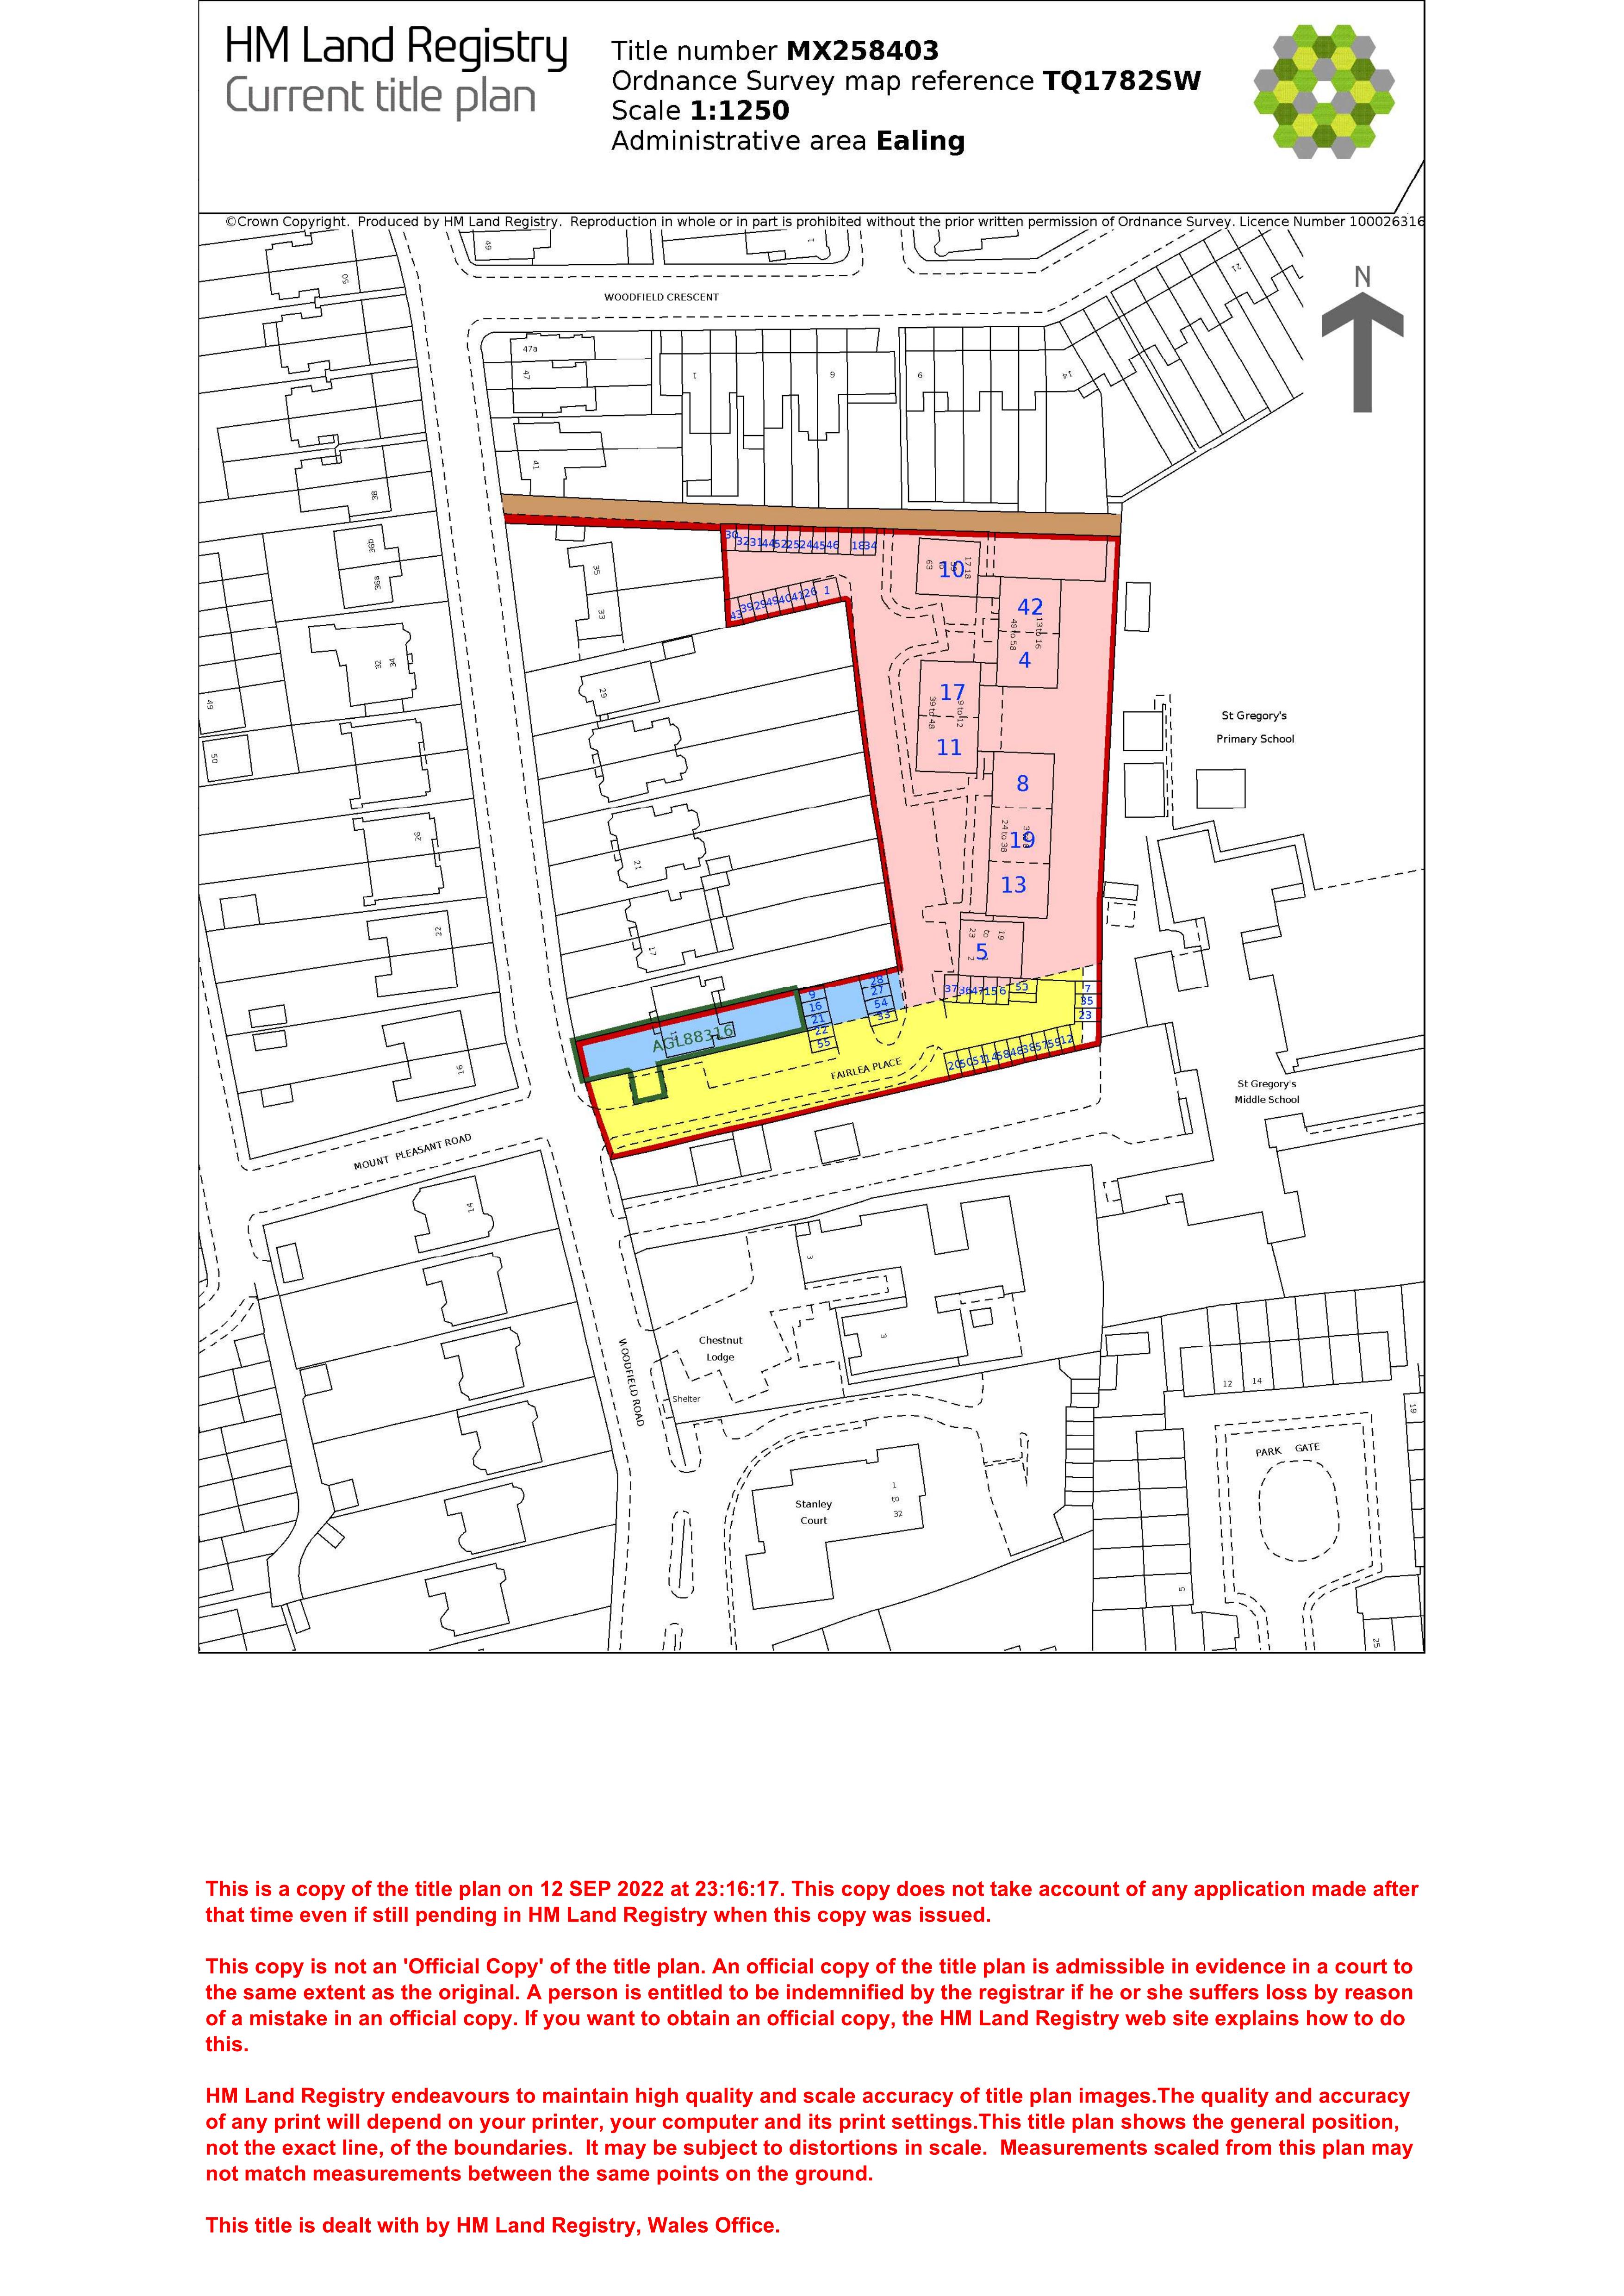 HM Land Registry
Current title plan
Title number MX258403
Ordnance Survey map reference TQ1782SW
Scale 1:1250
Administrative area Ealing
©Crown Copyright. Produced by HM Land Registry. Reproduction in whole or in part is prohibited without the prior written permission of Ordnance Survey. Licence Number 100026316
N
49
1
50
21
WOODFIELD CRESCENT
47a
47
1
6
9
14
41
38
36b
36a
35
33
30
32 31 44 52 25 24 45 46 18 34
43 39 29 49 40 41 26 1
63
10
17 18
42
13 to 16
49 to 58
4
34
32
29
49
50
17
9 to 12
39 to 48
11
St Gregory's
Primary School
8
24 to 38
19
13
26
21
22
17
19
to
23
5
2
28
27
54
33
9
16
21
22
55
37 36 47 15 6
53
7
35
23
AGL88316
FAIRLEA PLACE
20 50 51 14 58 48 38 57 59 12
16
St Gregory's
Middle School
MOUNT PLEASANT ROAD
14
3
3
Chestnut
Lodge
WOODFIELD ROAD
Shelter
12
14
19
PARK GATE
Stanley
Court
1
to
32
5
25
This is a copy of the title plan on 12 SEP 2022 at 23:16:17. This copy does not take account of any application made after
that time even if still pending in HM Land Registry when this copy was issued.
This copy is not an 'Official Copy' of the title plan. An official copy of the title plan is admissible in evidence in a court to
the same extent as the original. A person is entitled to be indemnified by the registrar if he or she suffers loss by reason
of a mistake in an official copy. If you want to obtain an official copy, the HM Land Registry web site explains how to do
this.
HM Land Registry endeavours to maintain high quality and scale accuracy of title plan images.The quality and accuracy
of any print will depend on your printer, your computer and its print settings.This title plan shows the general position,
not the exact line, of the boundaries. It may be subject to distortions in scale. Measurements scaled from this plan may
not match measurements between the same points on the ground.
This title is dealt with by HM Land Registry, Wales Office.